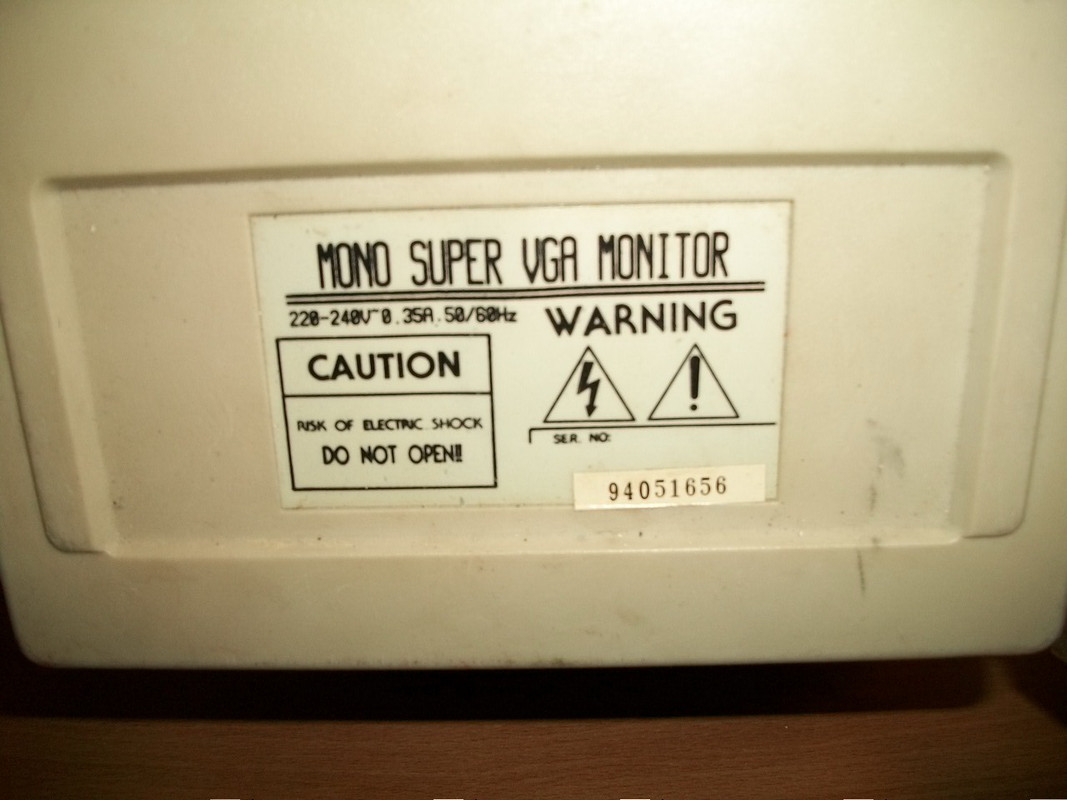 MONO SUPER VGA MONITOR
220-240V~0.35A.50/60Hz
WARNING
CAUTION
RISK OF ELECTRIC SHOCK
DO NOT OPEN!!
SER. NO:
94051656